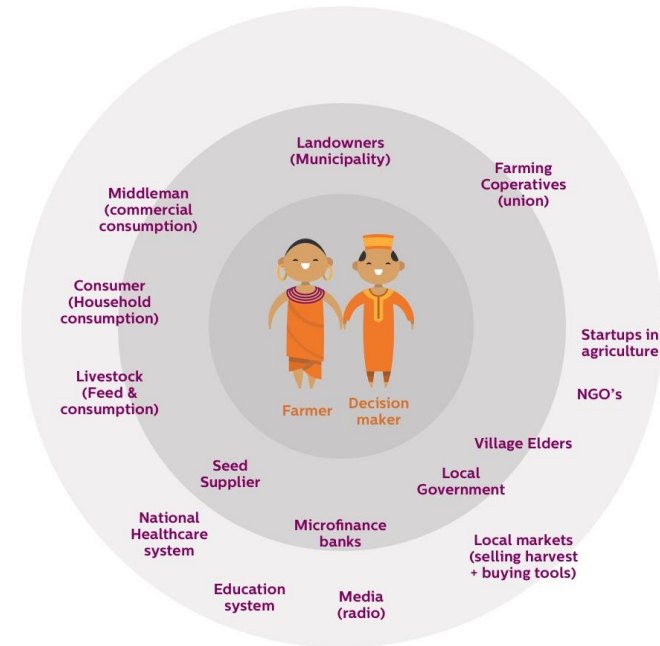 Landowners
(Municipality)
Farming
Coperatives
(union)
Middleman
(commercial
consumption)
Consumer
(Household
consumption)
Startups in
agriculture
Livestock
(Feed &
consumption)
NGO's
Farmer
Decision
maker
Village Elders
Seed
Supplier
Local
Government
National
Healthcare
system
Microfinance
banks
Local markets
(selling harvest
+ buying tools)
Education
system
Media
(radio)